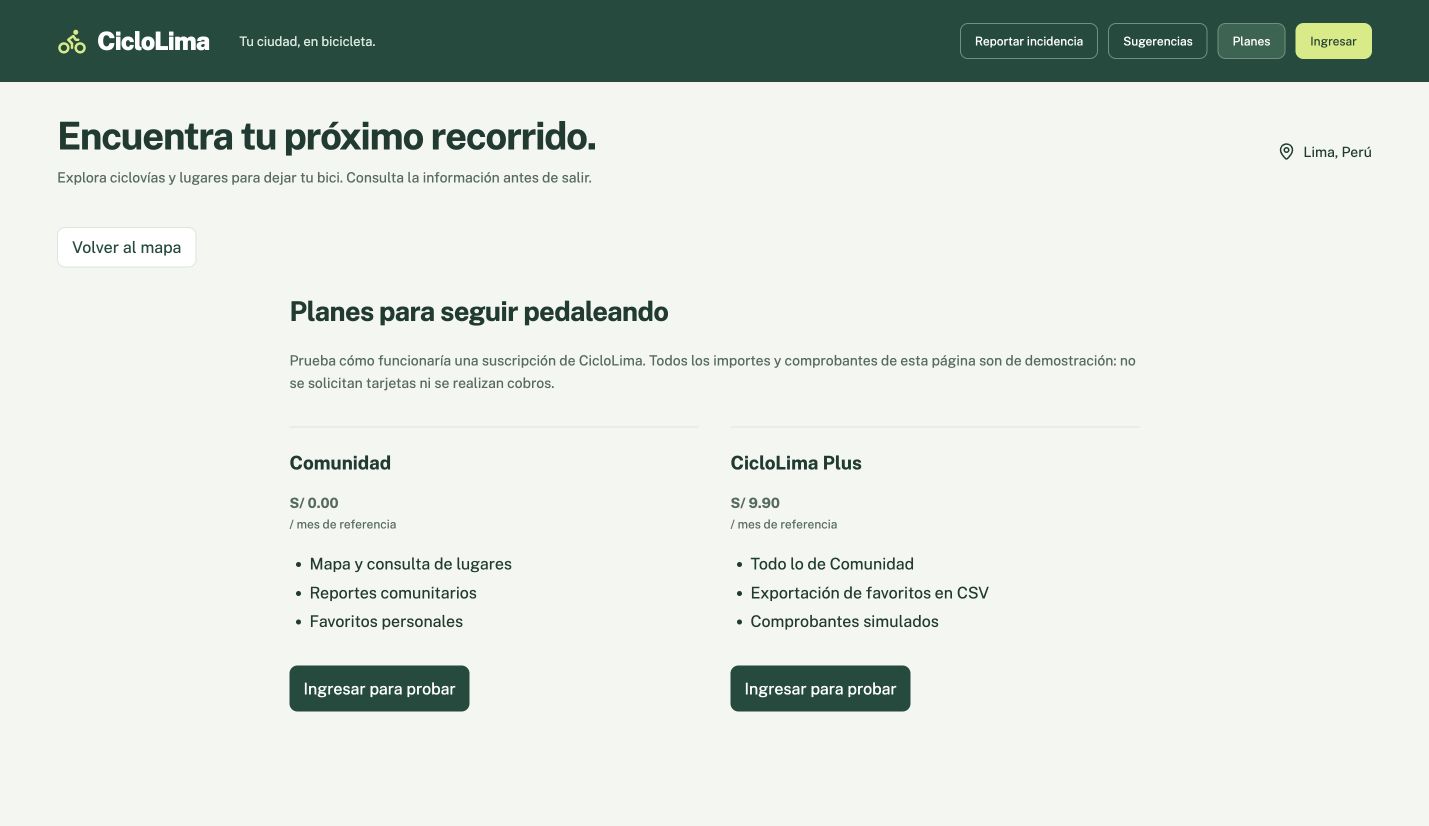 CicloLima
Tu ciudad, en bicicleta.
Reportar incidencia
Sugerencias
Planes
Ingresar
Encuentra tu próximo recorrido.
Explora ciclovías y lugares para dejar tu bici. Consulta la información antes de salir.
Lima, Perú
Volver al mapa
Planes para seguir pedaleando
Prueba cómo funcionaría una suscripción de CicloLima. Todos los importes y comprobantes de esta página son de demostración: no
se solicitan tarjetas ni se realizan cobros.
Comunidad
S/ 0.00
/ mes de referencia
• Mapa y consulta de lugares
• Reportes comunitarios
• Favoritos personales
Ingresar para probar
CicloLima Plus
S/ 9.90
/ mes de referencia
• Todo lo de Comunidad
• Exportación de favoritos en CSV
• Comprobantes simulados
Ingresar para probar